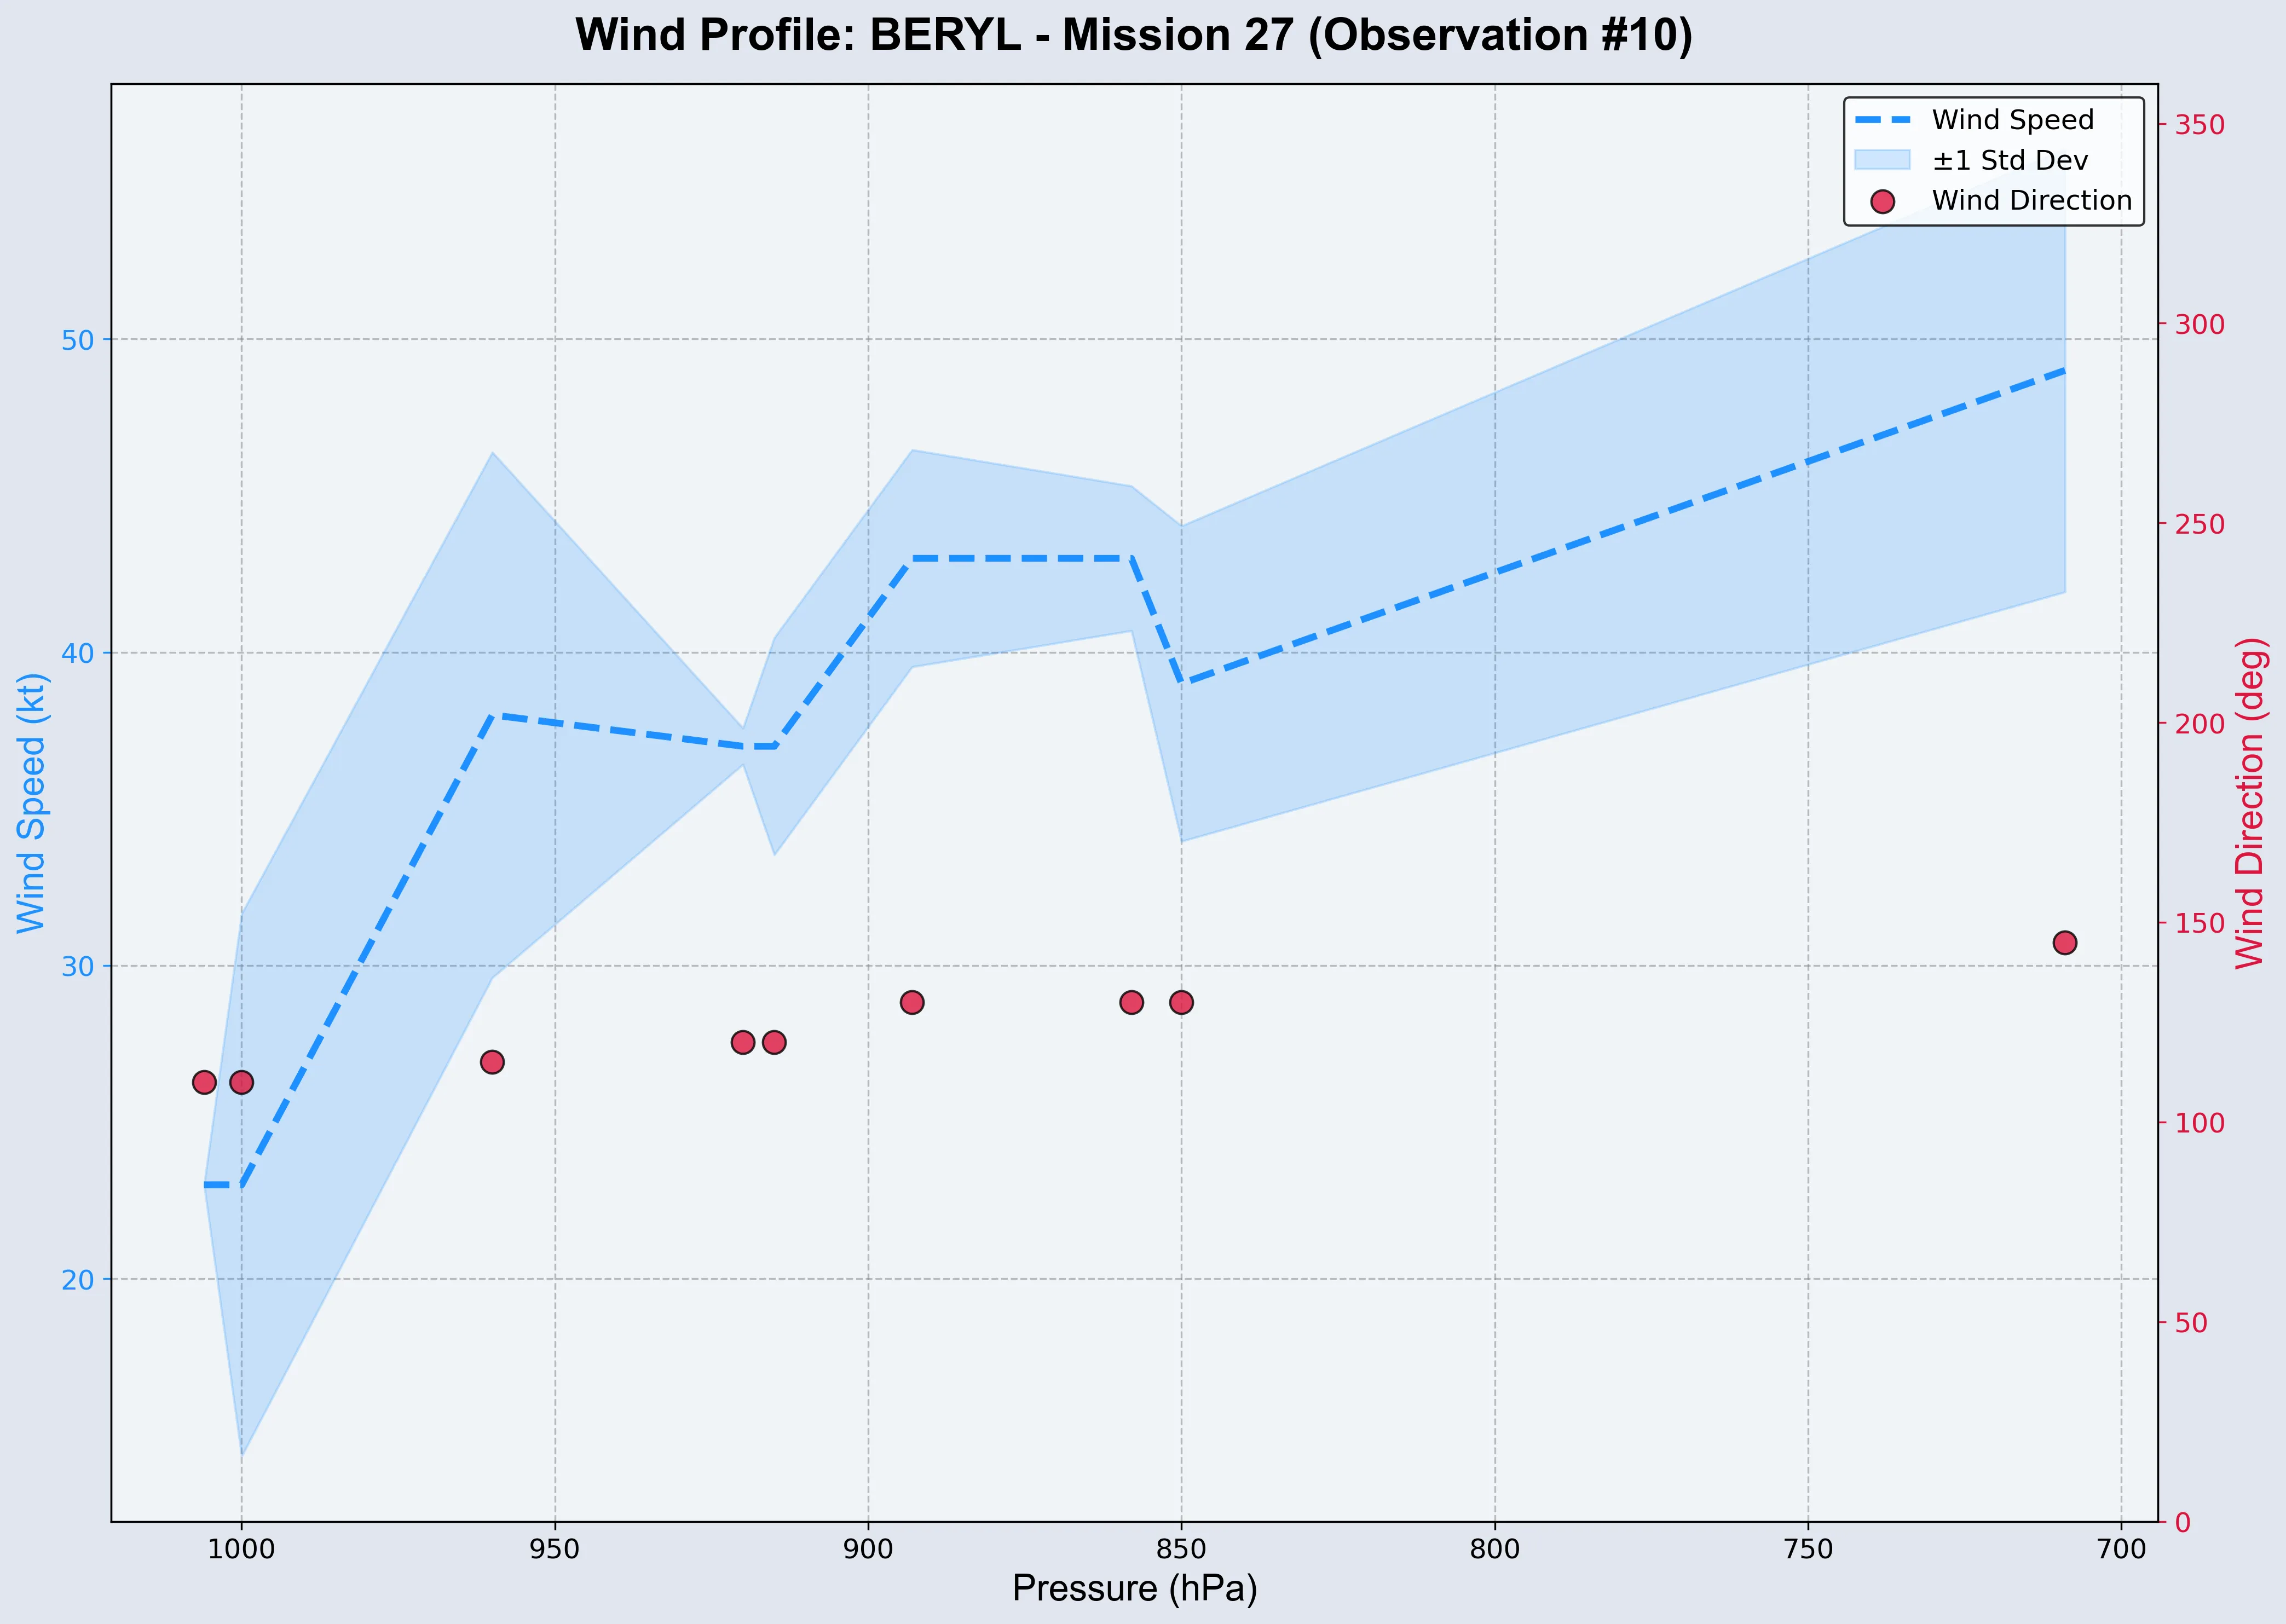 Wind Profile: BERYL - Mission 27 (Observation #10)
Wind Speed
±1 Std Dev
Wind Direction
Wind Speed (kt)
50
40
30
20
350
300
250
200
150
100
50
0
Wind Direction (deg)
1000 950 900 850 800 750 700
Pressure (hPa)